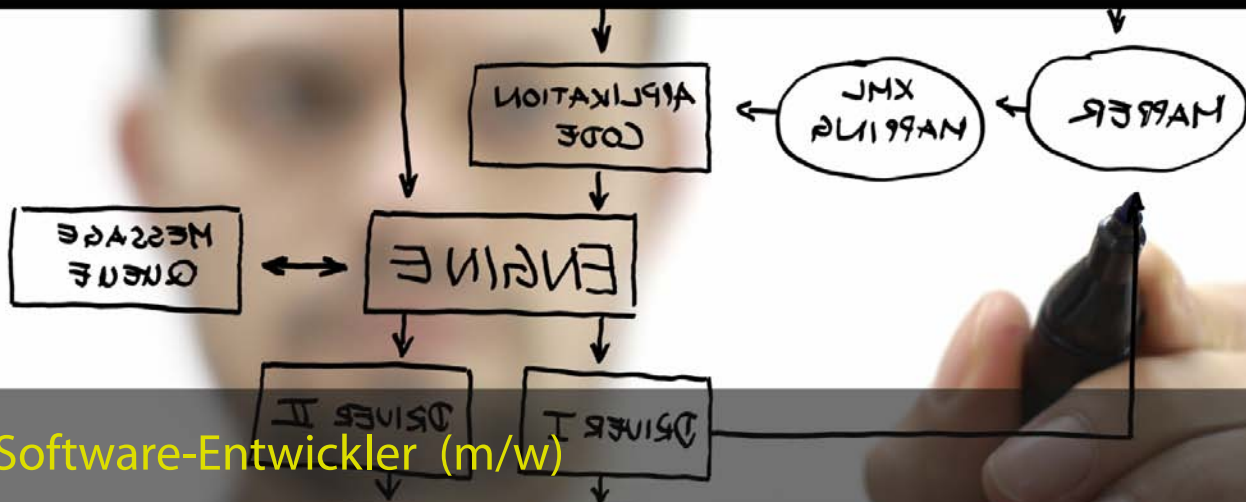 APPLIKATION
CODE
XML
MAPPING
MAPPER
MESSAGE
QUEUE
ENGINE
DRIVER II
DRIVER I
Software-Entwickler (m/w)